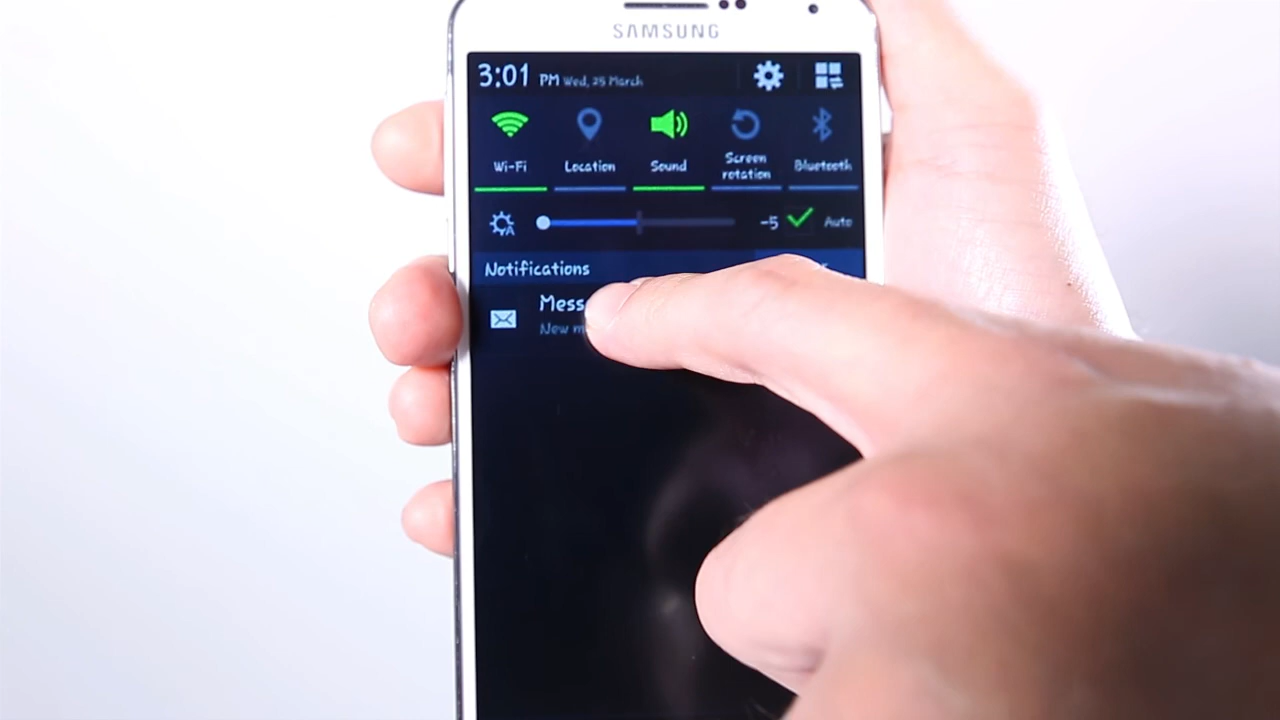 SAMSUNG
3:01 PM Wed, 25 March
Wi-Fi Location Sound Screen rotation Bluetooth
-5 Auto
Notifications
Mess
New m